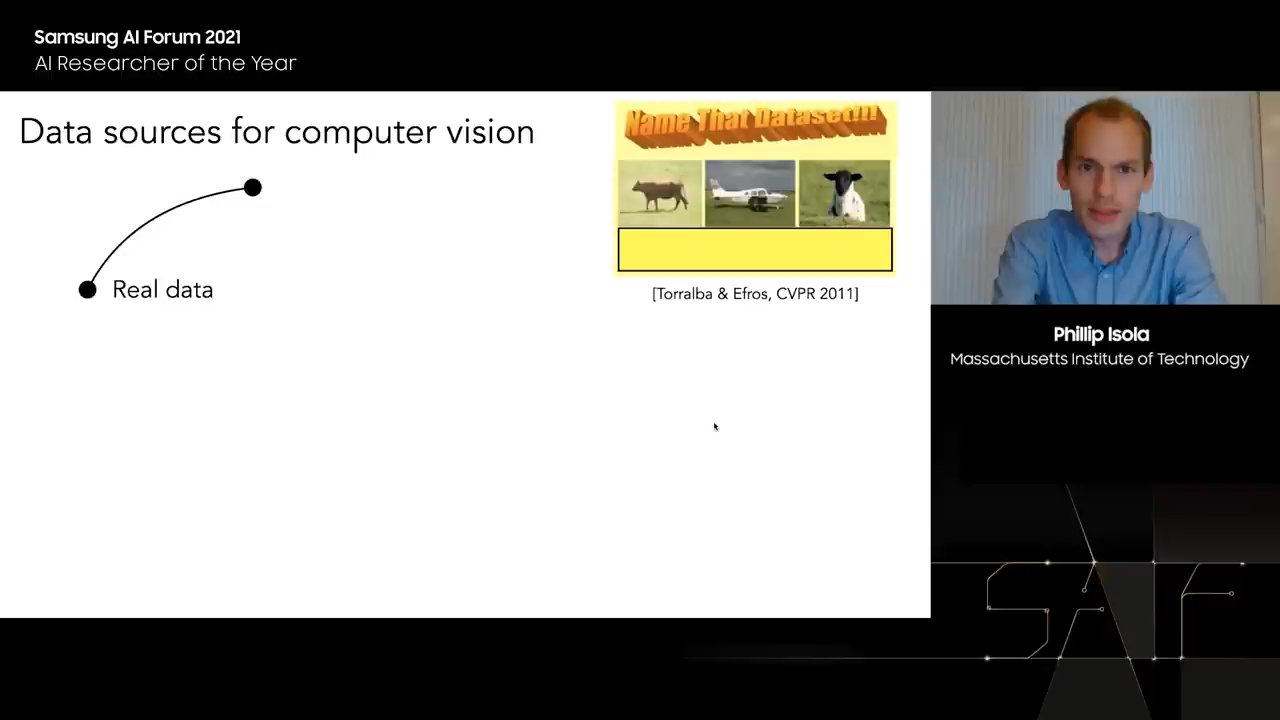 Samsung AI Forum 2021
AI Researcher of the Year
Data sources for computer vision
Real data
Name That Dataset!!!
[Torralba & Efros, CVPR 2011]
Phillip Isola
Massachusetts Institute of Technology
SAIF